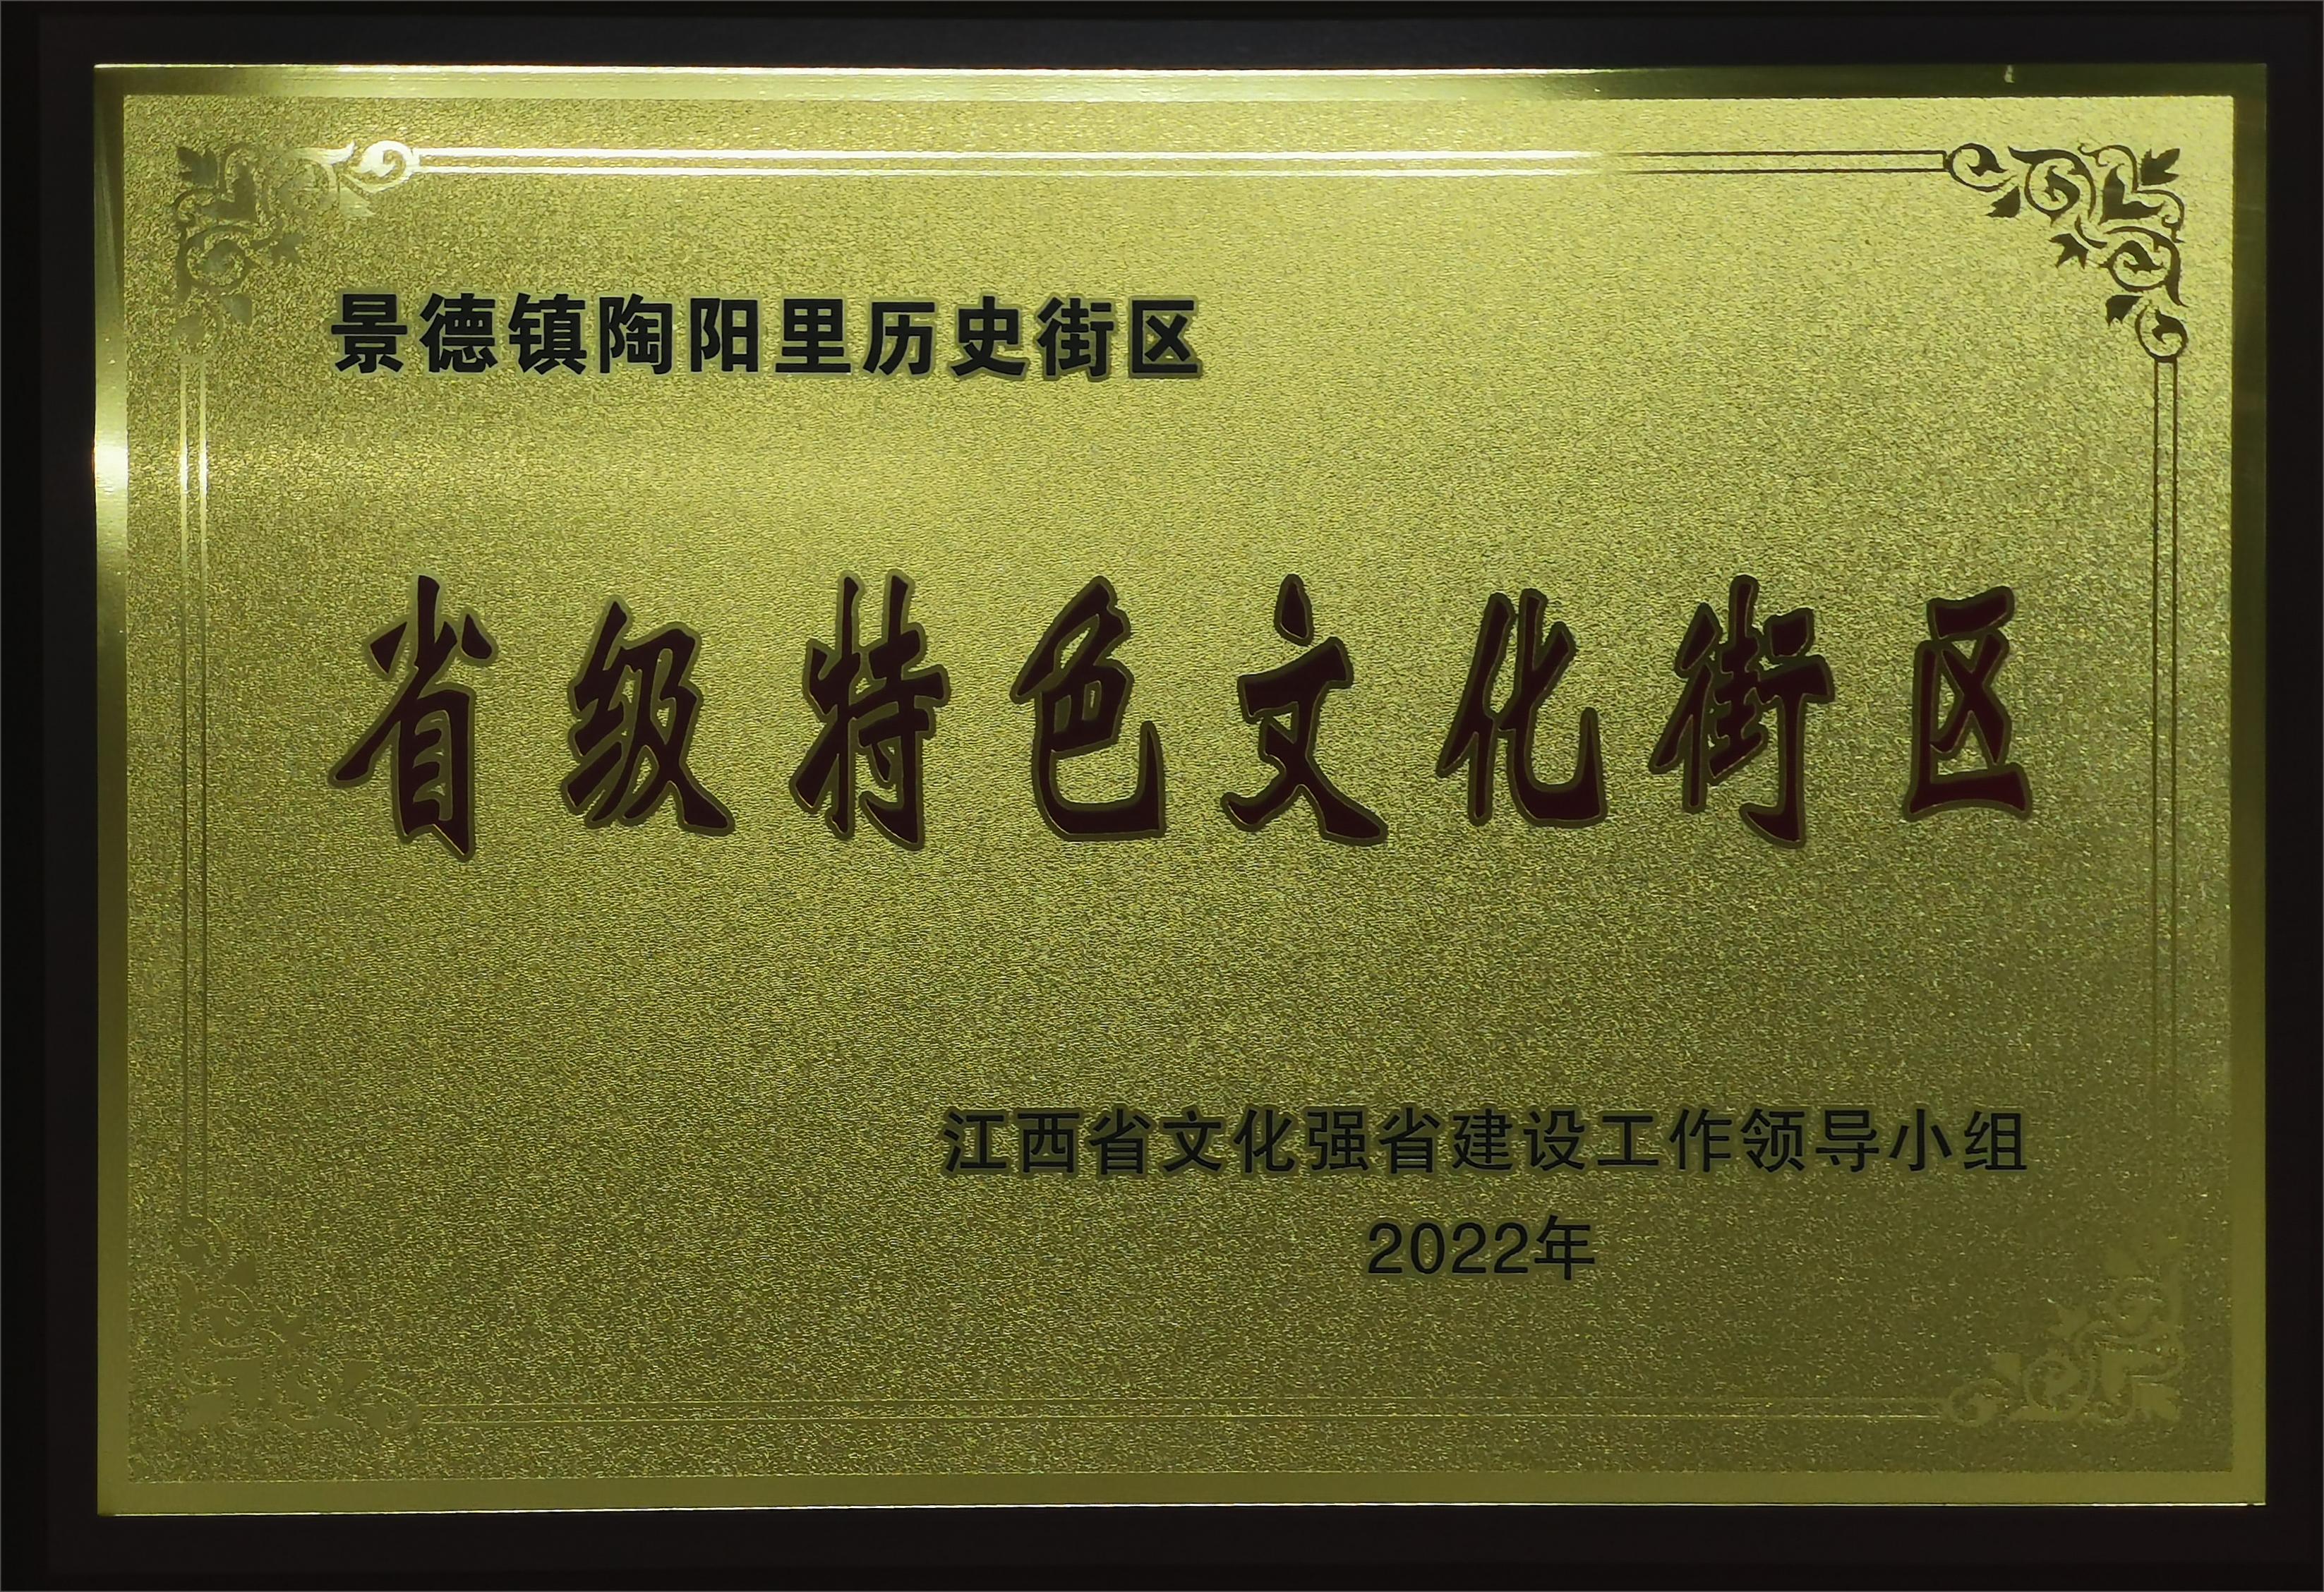 景德镇陶阳里历史街区
省级特色文化街区
江西省文化强省建设工作领导小组
2022年